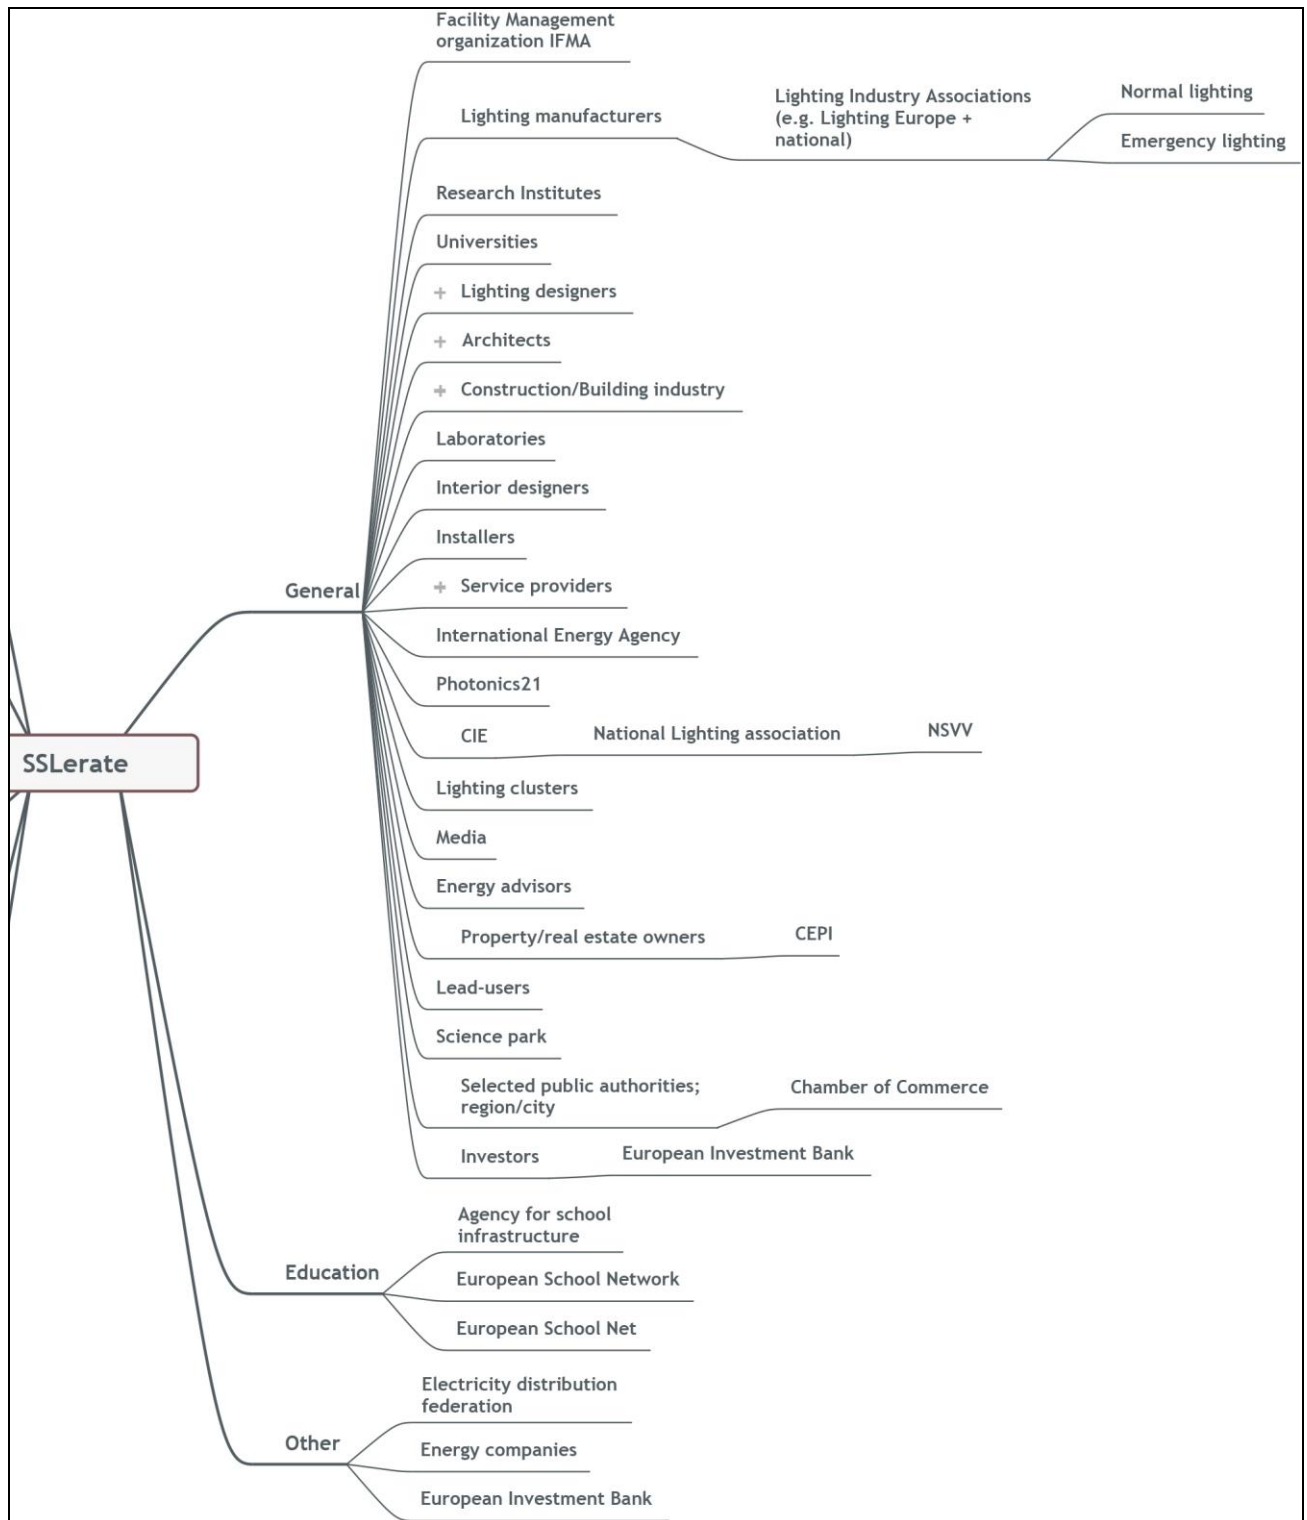 Facility Management
organization IFMA
Lighting manufacturers
Lighting Industry Associations
(e.g. Lighting Europe +
national)
Normal lighting
Emergency lighting
Research Institutes
Universities
+ Lighting designers
+ Architects
+ Construction/Building industry
Laboratories
Interior designers
Installers
General
+ Service providers
International Energy Agency
Photonics21
CIE
National Lighting association
NSVV
SSLerate
Lighting clusters
Media
Energy advisors
Property/real estate owners
CEPI
Lead-users
Science park
Selected public authorities;
region/city
Chamber of Commerce
Investors
European Investment Bank
Education
Agency for school
infrastructure
European School Network
European School Net
Other
Electricity distribution
federation
Energy companies
European Investment Bank